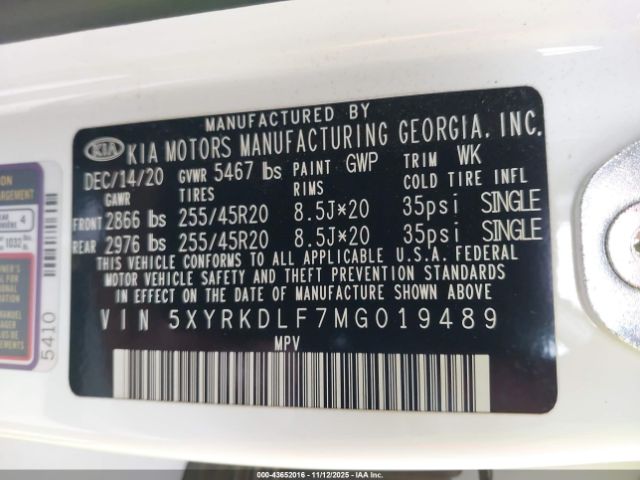 MANUFACTURED BY
KIA KIA MOTORS MANUFACTURING GEORGIA, INC.
DEC/14/20 GVWR 5467 lbs PAINT GWP TRIM WK
GAWR TIRES RIMS COLD TIRE INFL
FRONT 2866 lbs 255/45R20 8.5J×20 35psi SINGLE
REAR 2976 lbs 255/45R20 8.5J×20 35psi SINGLE
THIS VEHICLE CONFORMS TO ALL APPLICABLE U.S.A. FEDERAL
MOTOR VEHICLE SAFETY AND THEFT PREVENTION STANDARDS
IN EFFECT ON THE DATE OF MANUFACTURE SHOWN ABOVE.
VIN 5XYRKDLF7MG019489
MPV
4
1032
5410
000-43652016 - 11/12/2025 - IAA Inc.